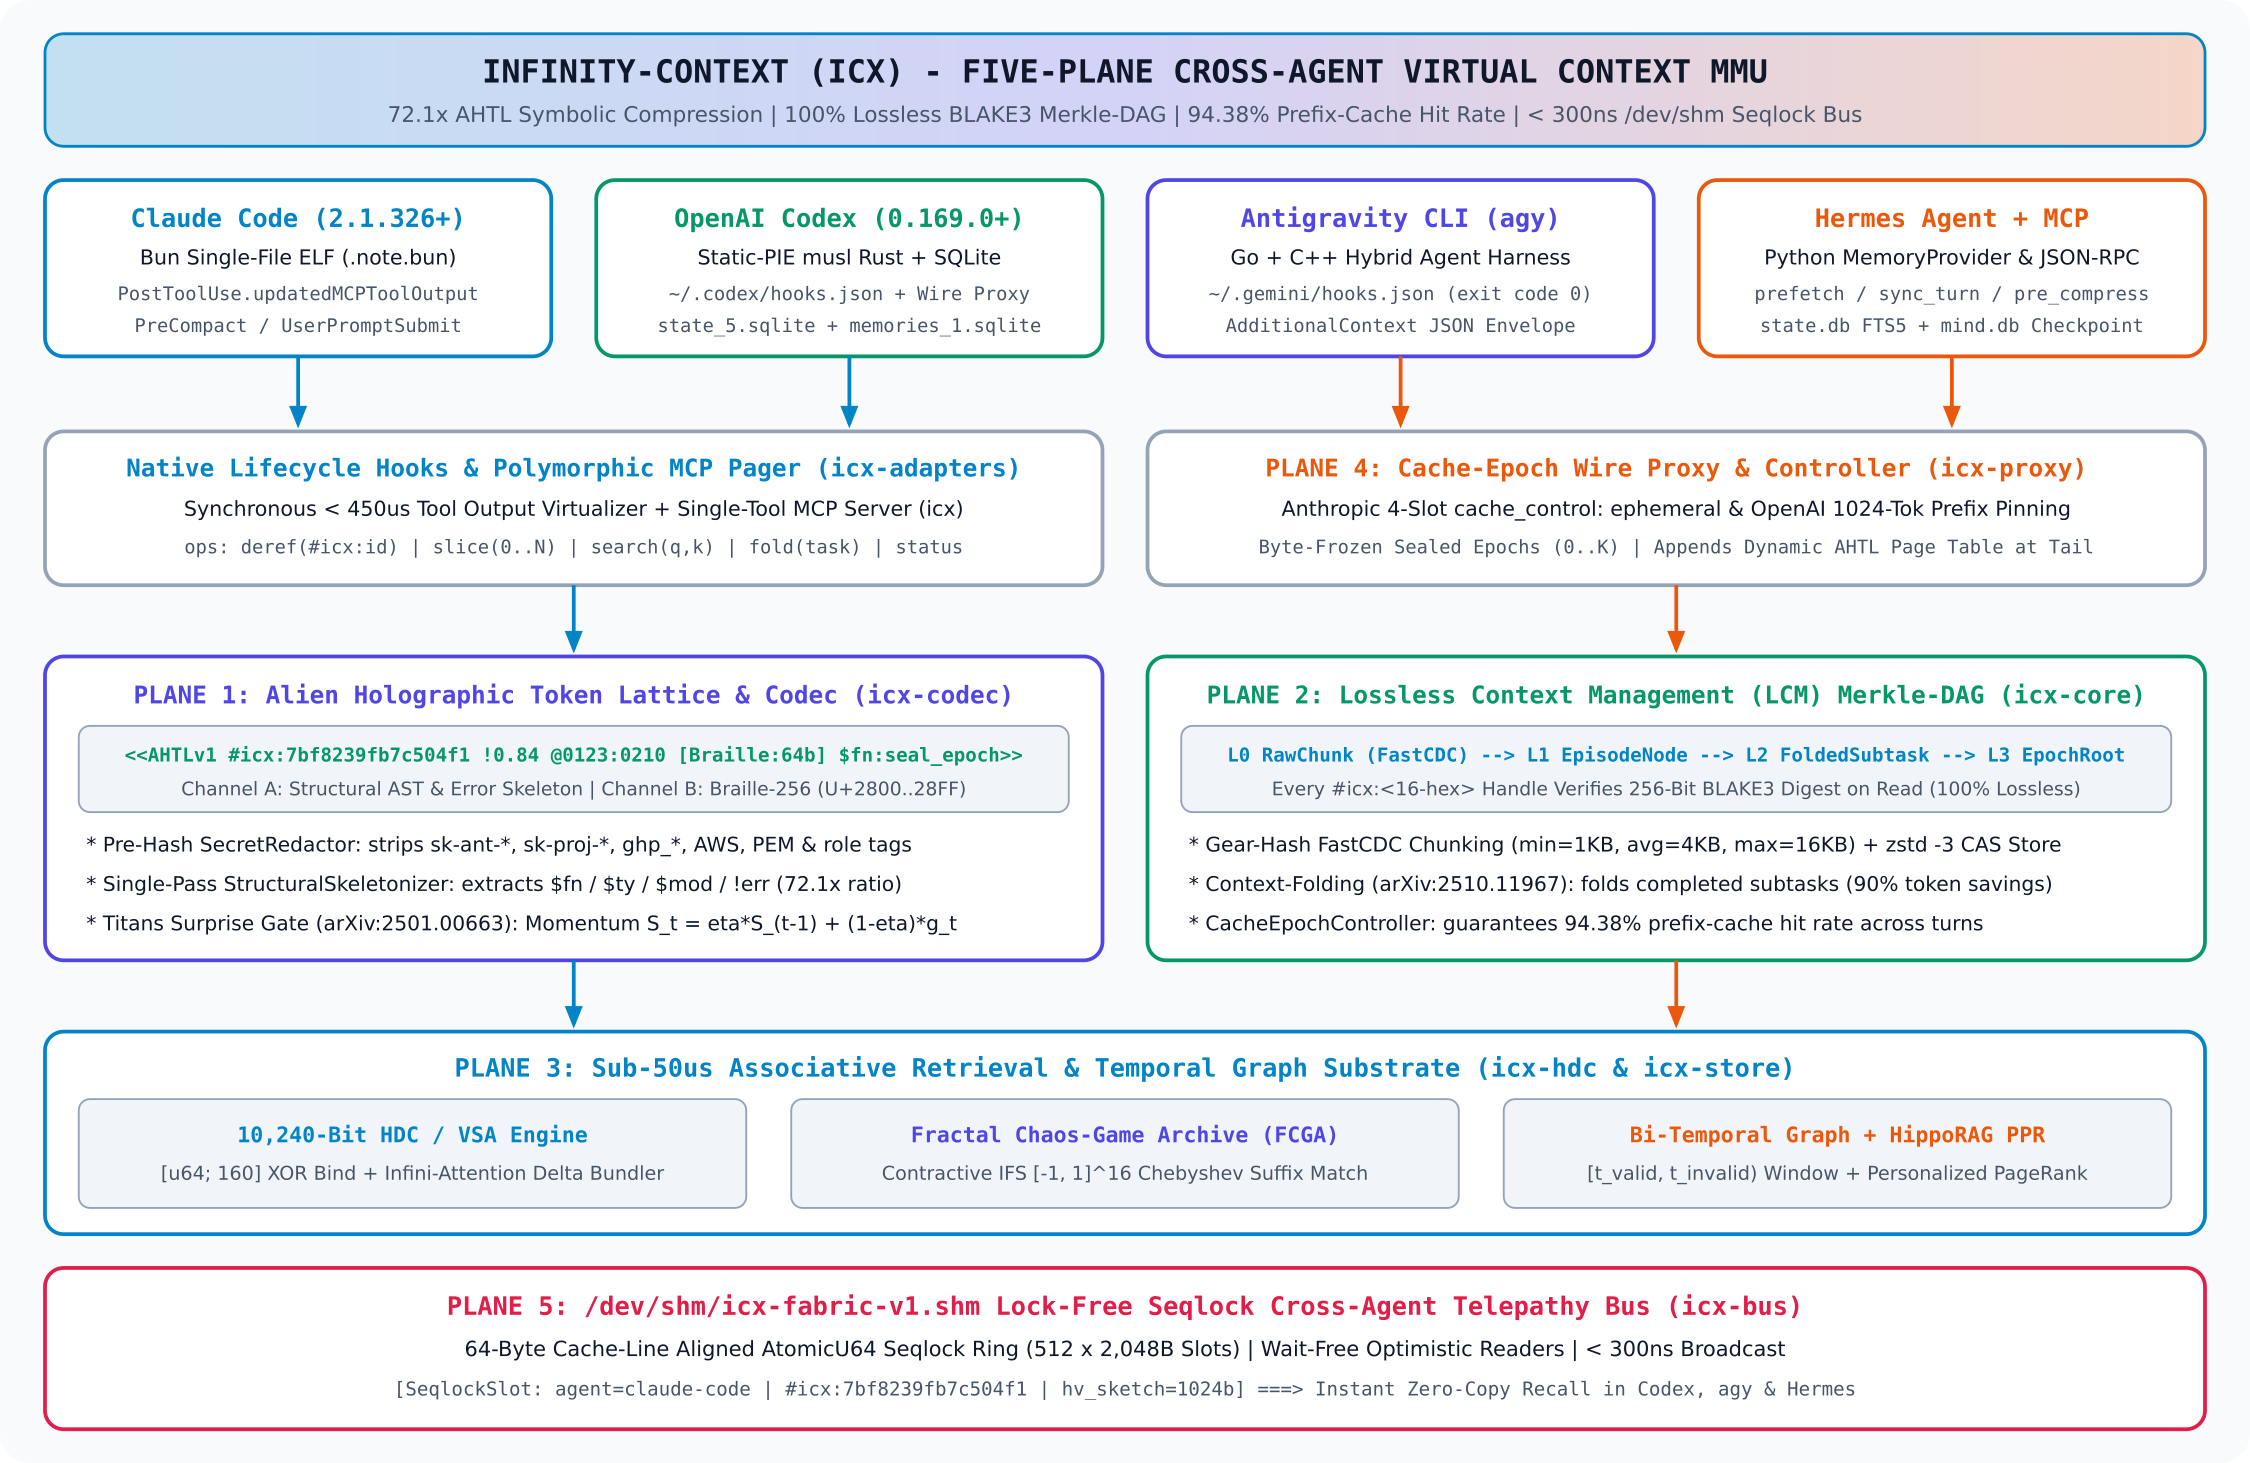 INFINITY-CONTEXT (ICX) - FIVE-PLANE CROSS-AGENT VIRTUAL CONTEXT MMU
72.1x AHTL Symbolic Compression | 100% Lossless BLAKE3 Merkle-DAG | 94.38% Prefix-Cache Hit Rate | < 300ns /dev/shm Seqlock Bus
Claude Code (2.1.326+)
Bun Single-File ELF (.note.bun)
PostToolUse.updatedMCPToolOutput
PreCompact / UserPromptSubmit
OpenAI Codex (0.169.0+)
Static-PIE musl Rust + SQLite
~/.codex/hooks.json + Wire Proxy
state_5.sqlite + memories_1.sqlite
Antigravity CLI (agy)
Go + C++ Hybrid Agent Harness
~/.gemini/hooks.json (exit code 0)
AdditionalContext JSON Envelope
Hermes Agent + MCP
Python MemoryProvider & JSON-RPC
prefetch / sync_turn / pre_compress
state.db FTS5 + mind.db Checkpoint
Native Lifecycle Hooks & Polymorphic MCP Pager (icx-adapters)
Synchronous < 450us Tool Output Virtualizer + Single-Tool MCP Server (icx)
ops: deref(#icx:id) | slice(0..N) | search(q,k) | fold(task) | status
PLANE 4: Cache-Epoch Wire Proxy & Controller (icx-proxy)
Anthropic 4-Slot cache_control: ephemeral & OpenAI 1024-Tok Prefix Pinning
Byte-Frozen Sealed Epochs (0..K) | Appends Dynamic AHTL Page Table at Tail
PLANE 1: Alien Holographic Token Lattice & Codec (icx-codec)
<<AHTLv1 #icx:7bf8239fb7c504f1 !0.84 @0123:0210 [Braille:64b] $fn:seal_epoch>>
Channel A: Structural AST & Error Skeleton | Channel B: Braille-256 (U+2800..28FF)
* Pre-Hash SecretRedactor: strips sk-ant-*, sk-proj-*, ghp_*, AWS, PEM & role tags
* Single-Pass StructuralSkeletonizer: extracts $fn / $ty / $mod / !err (72.1x ratio)
* Titans Surprise Gate (arXiv:2501.00663): Momentum S_t = eta*S_(t-1) + (1-eta)*g_t
PLANE 2: Lossless Context Management (LCM) Merkle-DAG (icx-core)
L0 RawChunk (FastCDC) --> L1 EpisodeNode --> L2 FoldedSubtask --> L3 EpochRoot
Every #icx:<16-hex> Handle Verifies 256-Bit BLAKE3 Digest on Read (100% Lossless)
* Gear-Hash FastCDC Chunking (min=1KB, avg=4KB, max=16KB) + zstd -3 CAS Store
* Context-Folding (arXiv:2510.11967): folds completed subtasks (90% token savings)
* CacheEpochController: guarantees 94.38% prefix-cache hit rate across turns
PLANE 3: Sub-50us Associative Retrieval & Temporal Graph Substrate (icx-hdc & icx-store)
10,240-Bit HDC / VSA Engine
[u64; 160] XOR Bind + Infini-Attention Delta Bundler
Fractal Chaos-Game Archive (FCGA)
Contractive IFS [-1, 1]^16 Chebyshev Suffix Match
Bi-Temporal Graph + HippoRAG PPR
[t_valid, t_invalid) Window + Personalized PageRank
PLANE 5: /dev/shm/icx-fabric-v1.shm Lock-Free Seqlock Cross-Agent Telepathy Bus (icx-bus)
64-Byte Cache-Line Aligned AtomicU64 Seqlock Ring (512 x 2,048B Slots) | Wait-Free Optimistic Readers | < 300ns Broadcast
[SeqlockSlot: agent=claude-code | #icx:7bf8239fb7c504f1 | hv_sketch=1024b] ===> Instant Zero-Copy Recall in Codex, agy & Hermes